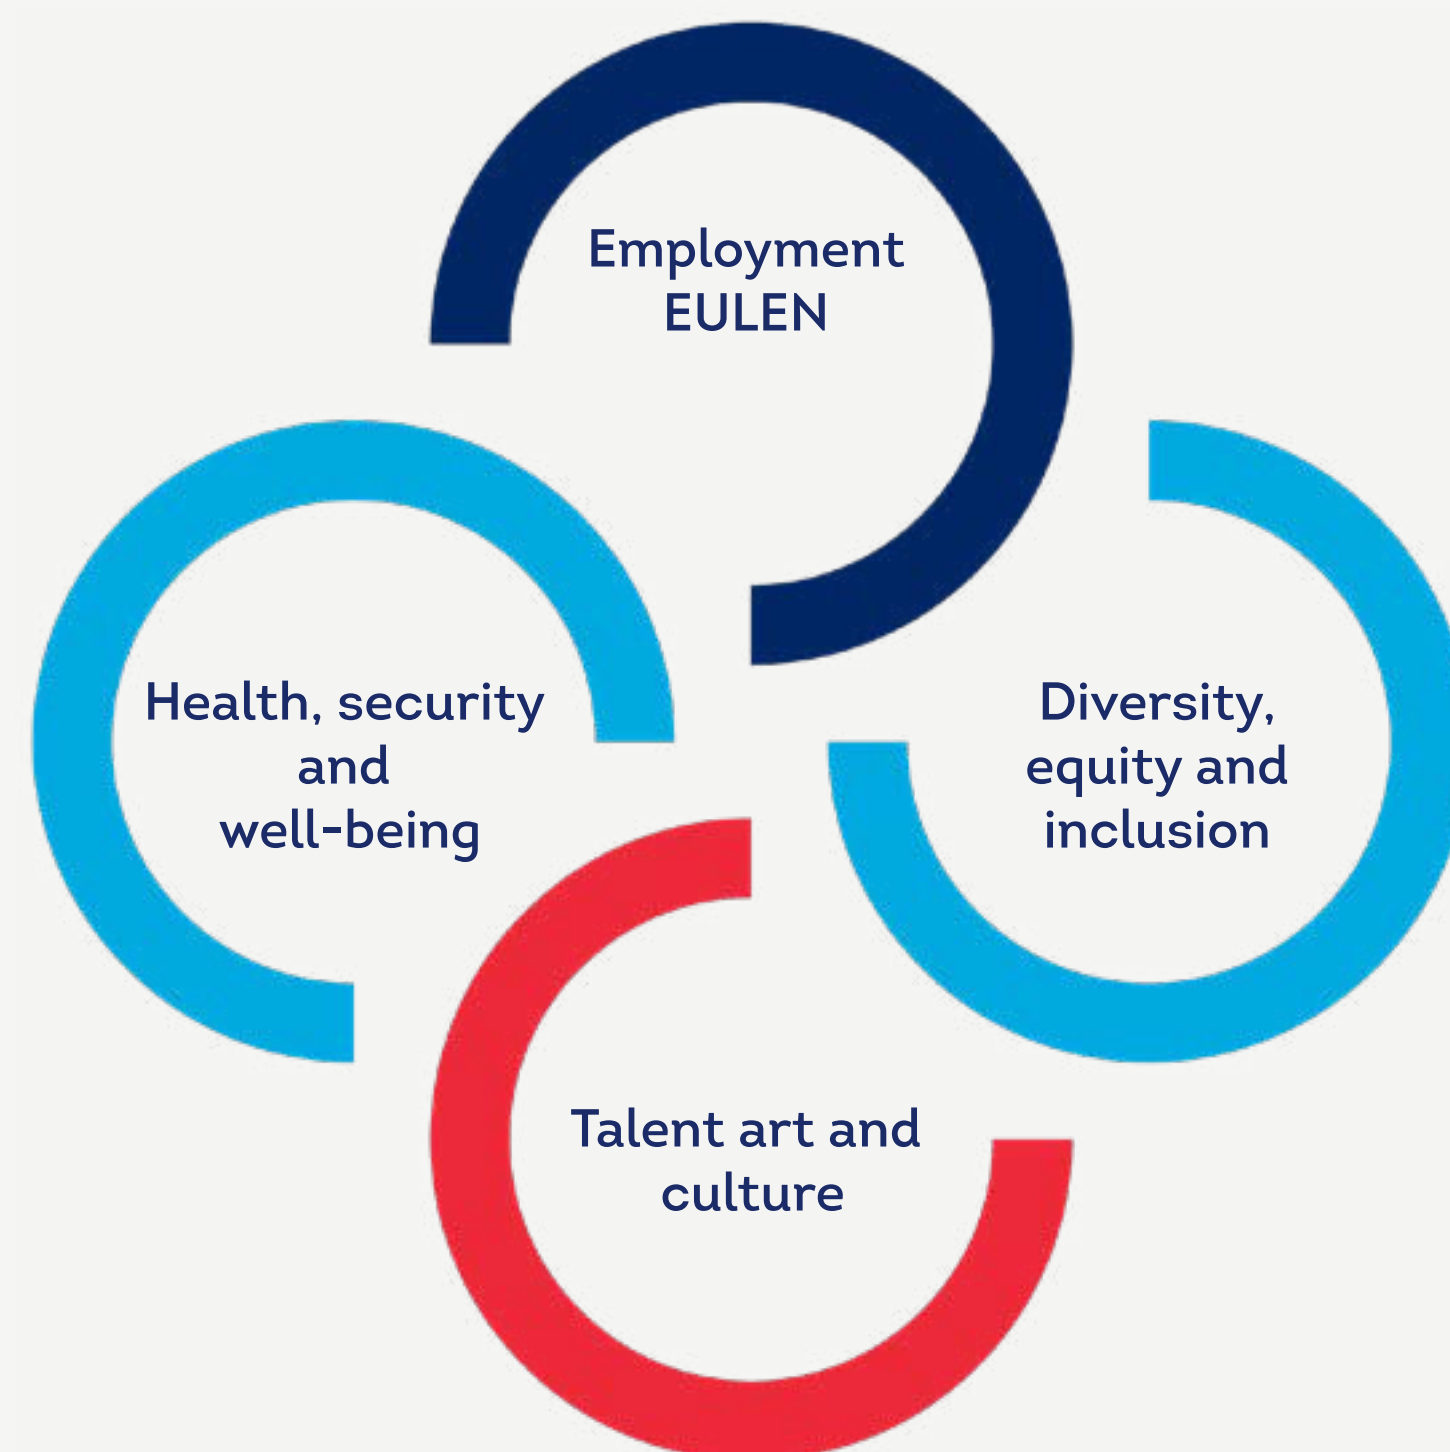 Employment
EULEN
Health, security
and
well-being
Diversity,
equity and
inclusion
Talent art and
culture